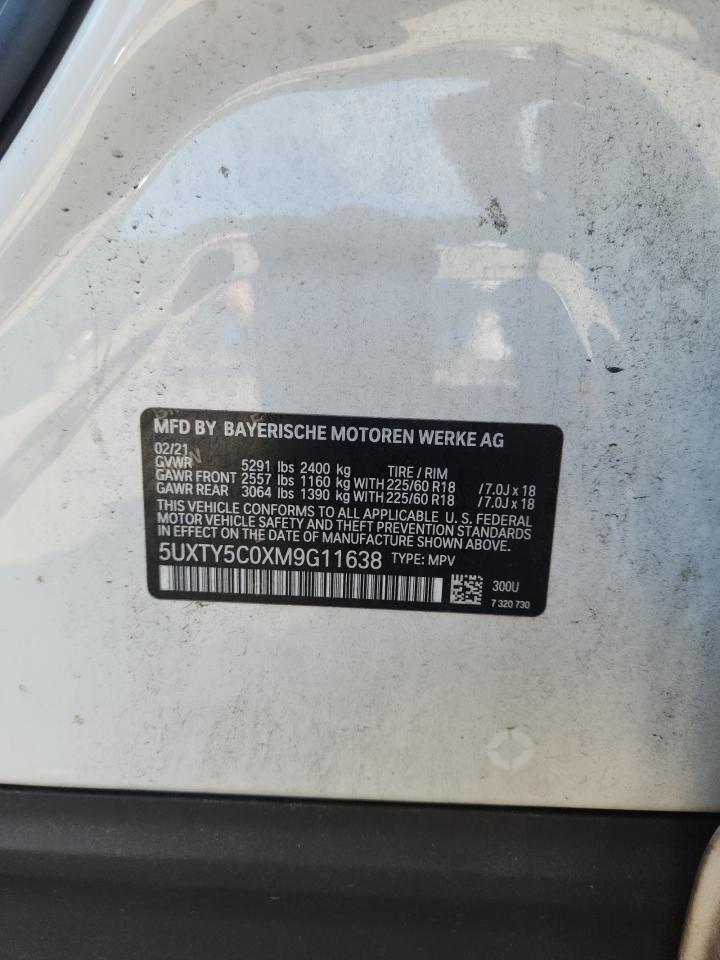 MFD BY BAYERISCHE MOTOREN WERKE AG
02/21
GVWR 5291 lbs 2400 kg TIRE / RIM
GAWR FRONT 2557 lbs 1160 kg WITH 225/60 R18 / 7.0J x 18
GAWR REAR 3064 lbs 1390 kg WITH 225/60 R18 / 7.0J x 18
THIS VEHICLE CONFORMS TO ALL APPLICABLE U.S. FEDERAL
MOTOR VEHICLE SAFETY AND THEFT PREVENTION STANDARDS
IN EFFECT ON DATE OF MANUFACTURE SHOWN ABOVE.
5UXTY5C0XM9G11638 TYPE: MPV
300U
7 320 730